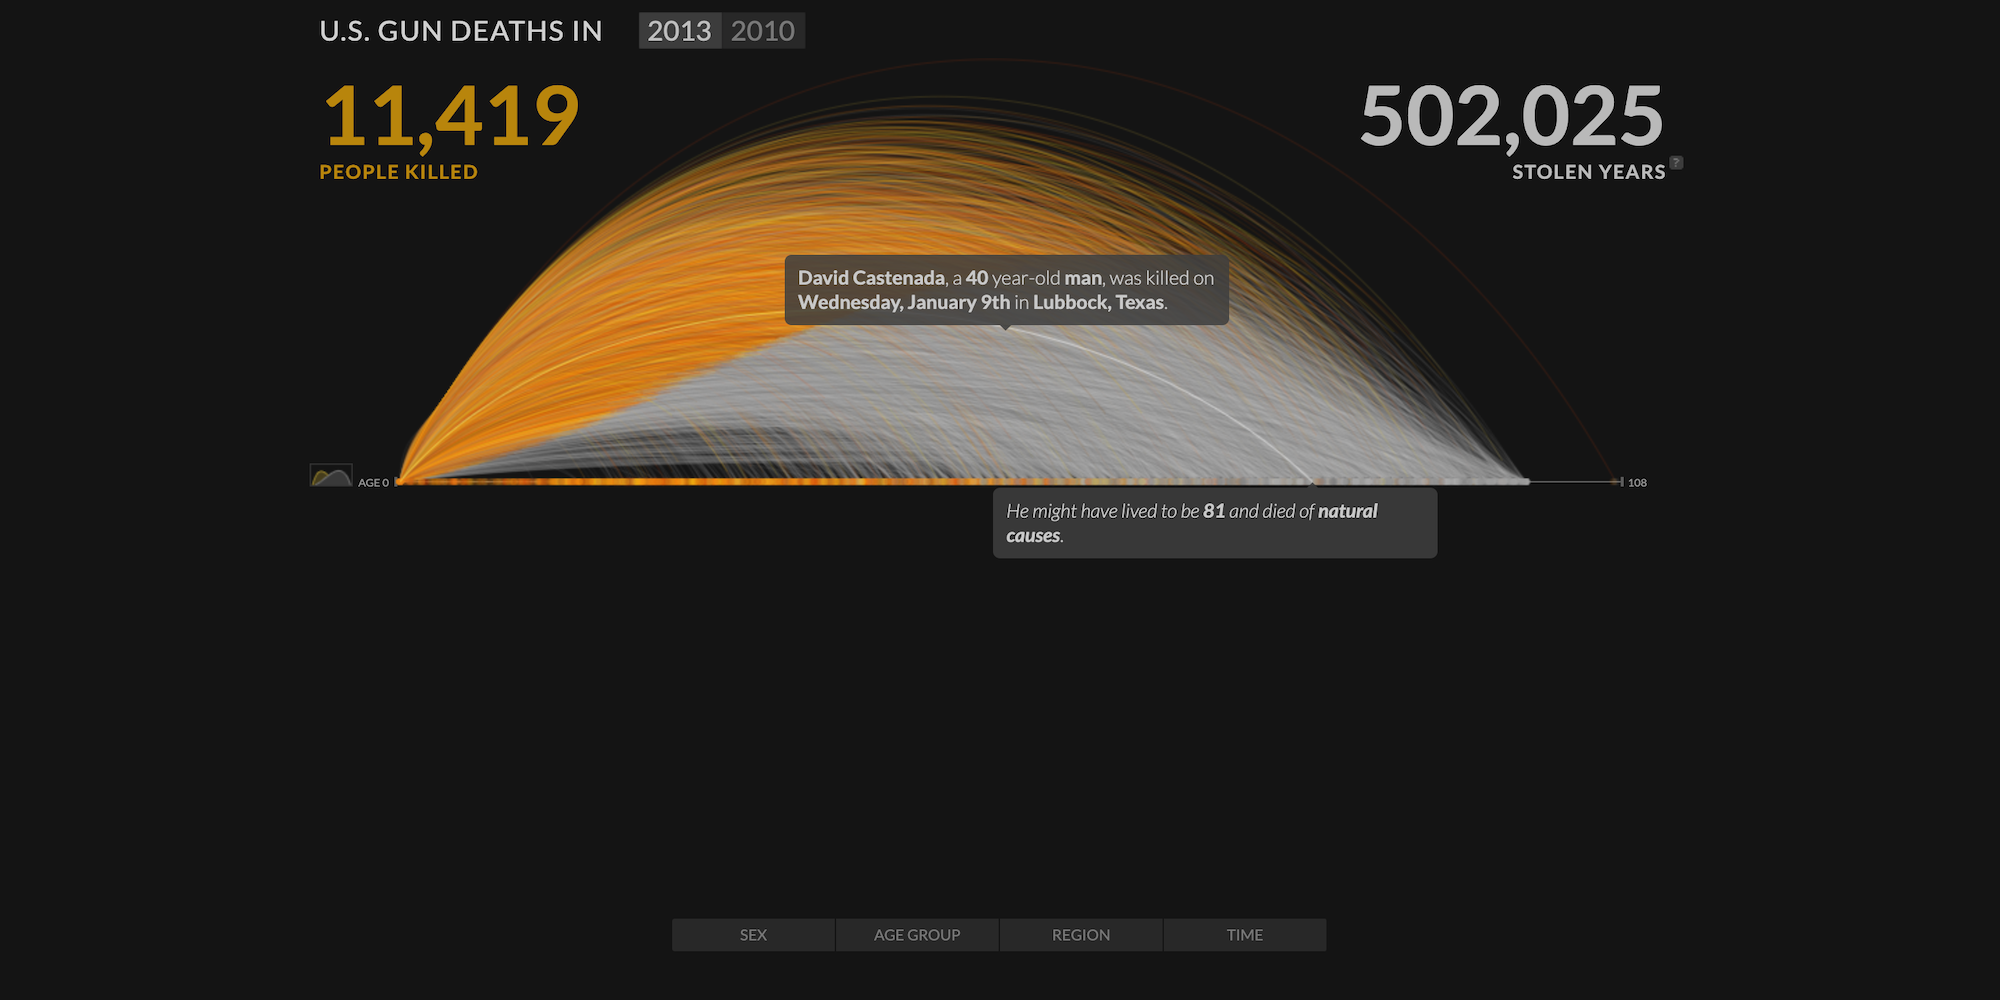 U.S. GUN DEATHS IN 2013 2010
11,419
PEOPLE KILLED
502,025
STOLEN YEARS ?
David Castenada, a 40 year-old man, was killed on
Wednesday, January 9th in Lubbock, Texas.
AGE 0
108
He might have lived to be 81 and died of natural
causes.
SEX AGE GROUP REGION TIME